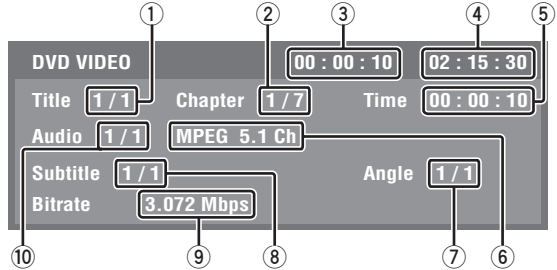 ① ② ③ ④ ⑤
DVD VIDEO 00 : 00 : 10 02 : 15 : 30
Title 1 / 1 Chapter 1 / 7 Time 00 : 00 : 10
Audio 1 / 1 MPEG 5.1 Ch
Subtitle 1 / 1 Angle 1 / 1
Bitrate 3.072 Mbps
⑩ ⑨ ⑧ ⑦ ⑥